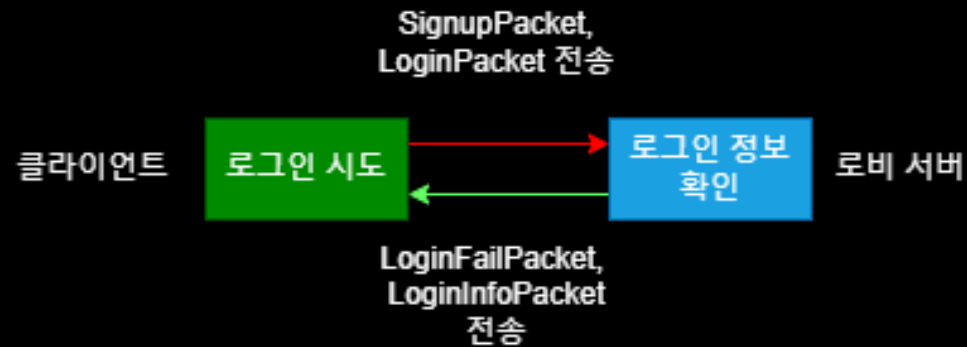 SignupPacket,
LoginPacket 전송
클라이언트
로그인 시도
로그인 정보
확인
로비 서버
LoginFailPacket,
LoginInfoPacket
전송